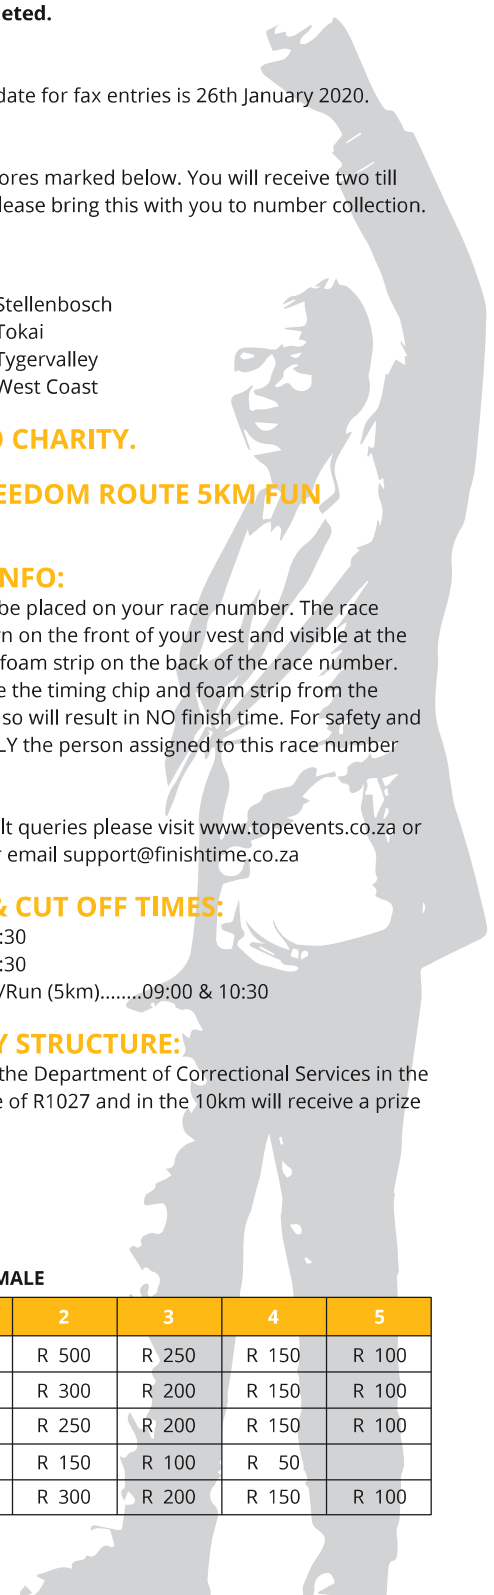 eted.
date for fax entries is 26th January 2020.
ores marked below. You will receive two till
lease bring this with you to number collection.
Stellenbosch
Tokai
Tygervalley
West Coast
O CHARITY.
EEDOM ROUTE 5KM FUN
NFO:
be placed on your race number. The race
rn on the front of your vest and visible at the
foam strip on the back of the race number.
e the timing chip and foam strip from the
so will result in NO finish time. For safety and
LY the person assigned to this race number
lt queries please visit www.topevents.co.za or
r email support@finishtime.co.za
& CUT OFF TIMES:
:30
:30
/Run (5km)........09:00 & 10:30
Y STRUCTURE:
the Department of Correctional Services in the
e of R1027 and in the 10km will receive a prize
MALE
2 3 4 5
R 500 R 250 R 150 R 100
R 300 R 200 R 150 R 100
R 250 R 200 R 150 R 100
R 150 R 100 R 50
R 300 R 200 R 150 R 100